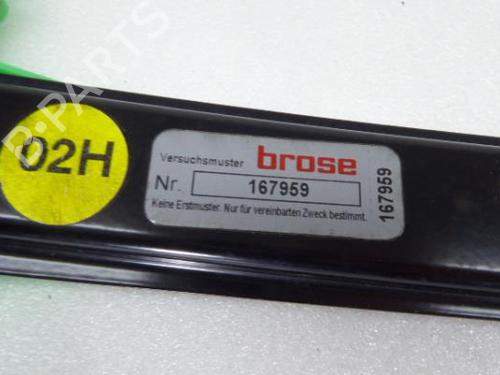 B-PARTS
02H
Versuchsmuster brose
Nr. 167959
Keine Erstmuster. Nur für vereinbarten Zweck bestimmt.
167959